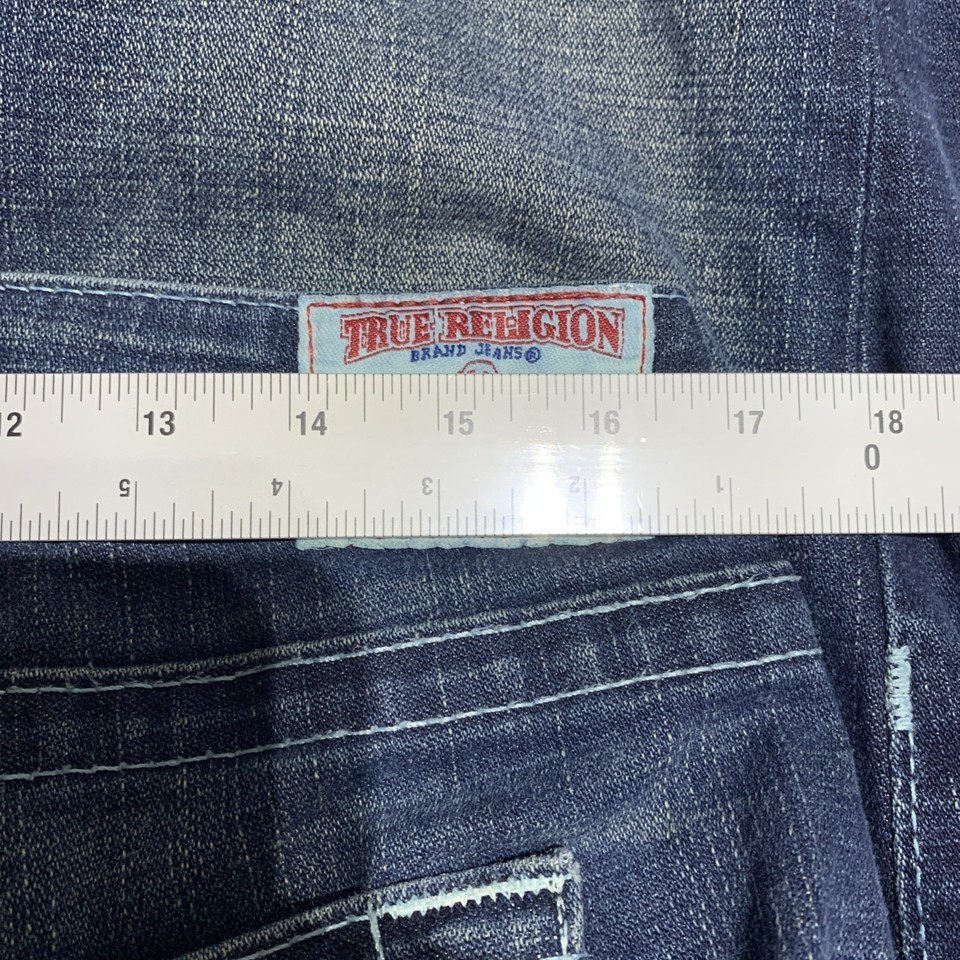 TRUE RELIGION
BRAND JEANS®
12 13 14 15 16 17 18
0
5 4 3 2 1